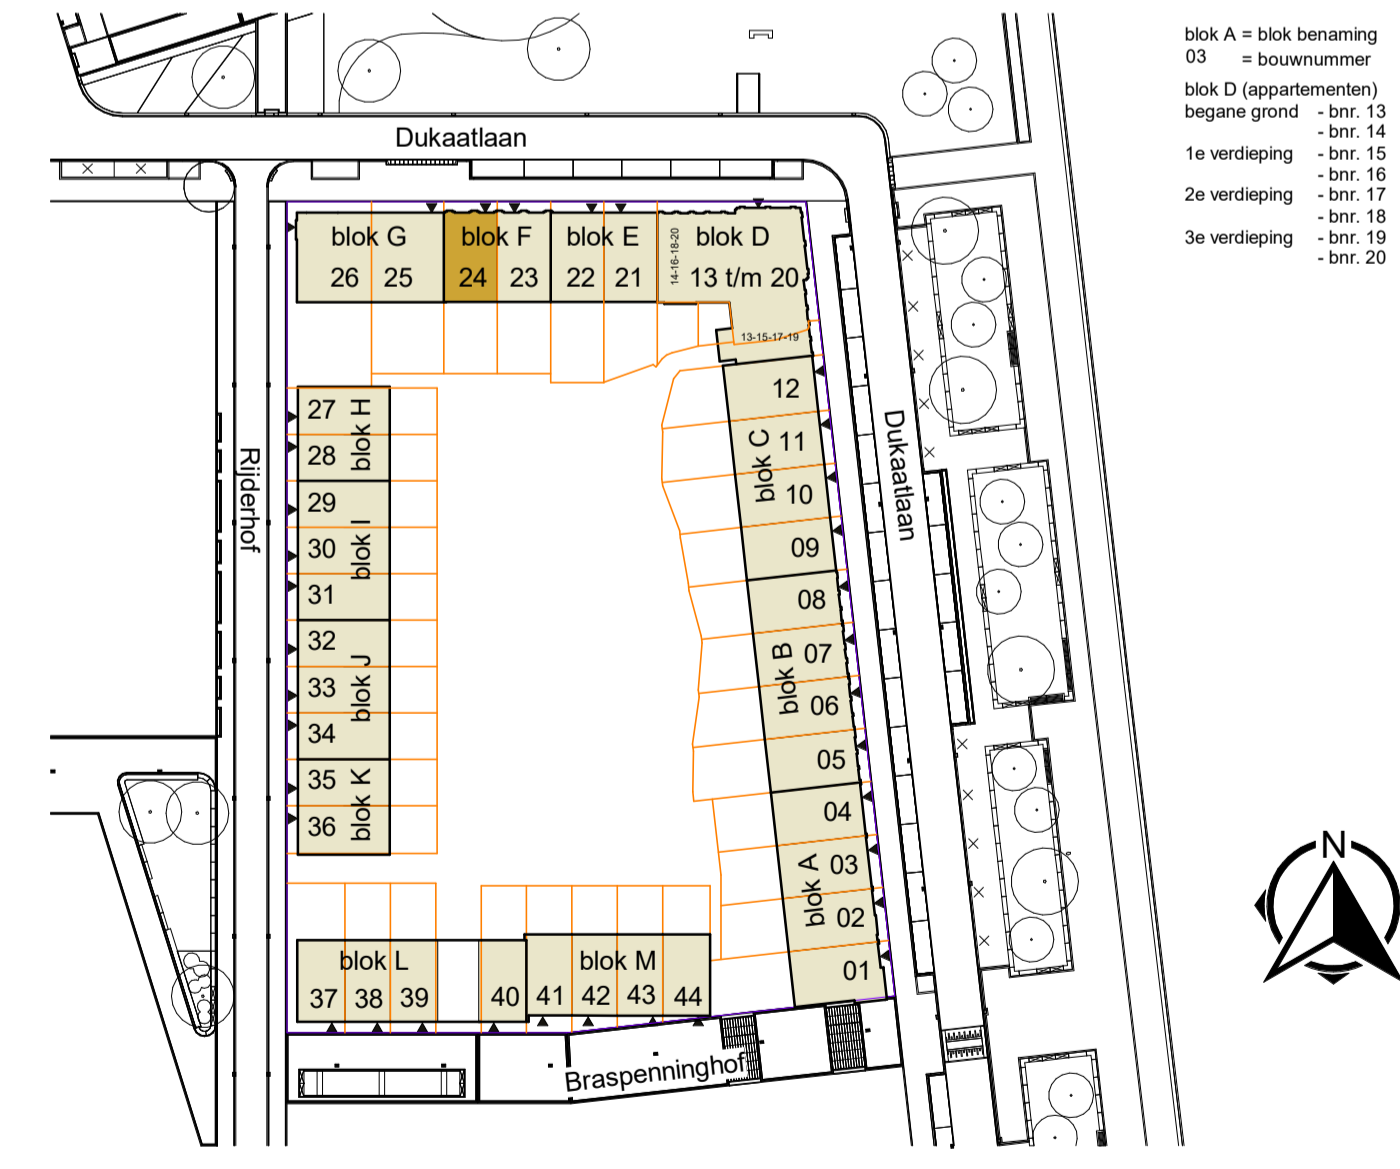 blok A = blok benaming
03 = bouwnummer
blok D (appartementen)
begane grond - bnr. 13
- bnr. 14
1e verdieping - bnr. 15
- bnr. 16
2e verdieping - bnr. 17
- bnr. 18
3e verdieping - bnr. 19
- bnr. 20
Dukaatlaan
blok G
26 25
blok F
24 23
blok E
22 21
blok D
14-16-18-20
13 t/m 20
13-15-17-19
12
11
blok C
10
09
08
07
blok B
06
05
04
03
blok A
02
01
Dukaatlaan
Rijderhof
27
blok H
28
29
30
blok I
31
32
33
blok J
34
35
blok K
36
blok L
37 38 39
40
blok M
41 42 43 44
Braspenninghof
N